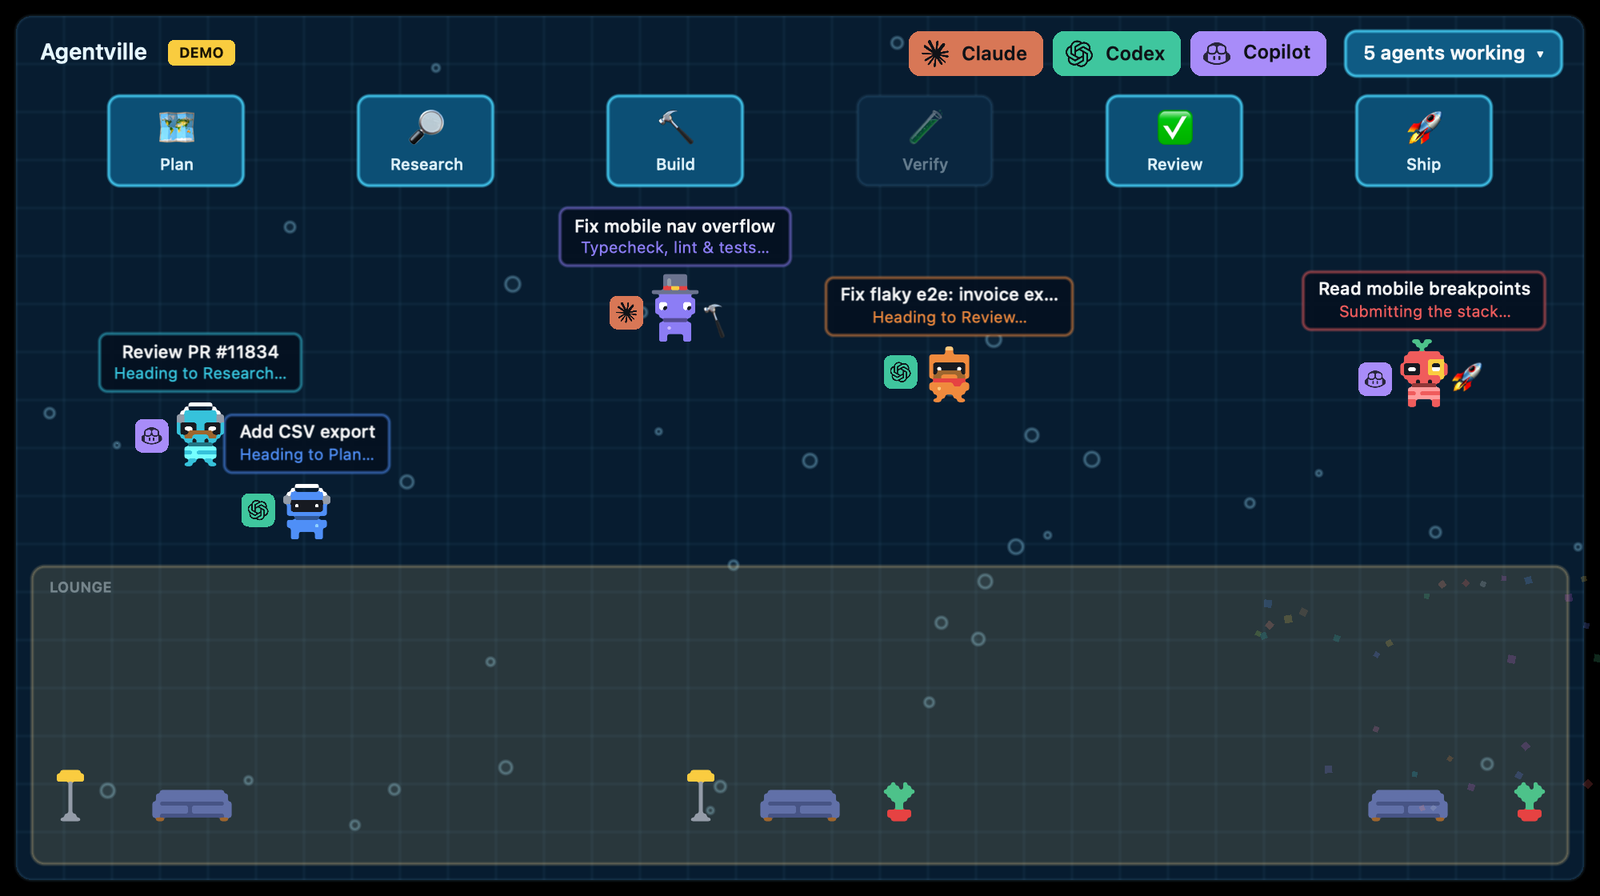 Agentville
DEMO
Claude
Codex
Copilot
5 agents working
Plan
Research
Build
Verify
Review
Ship
Fix mobile nav overflow
Typecheck, lint & tests...
Fix flaky e2e: invoice ex...
Heading to Review...
Read mobile breakpoints
Submitting the stack...
Review PR #11834
Heading to Research...
Add CSV export
Heading to Plan...
LOUNGE